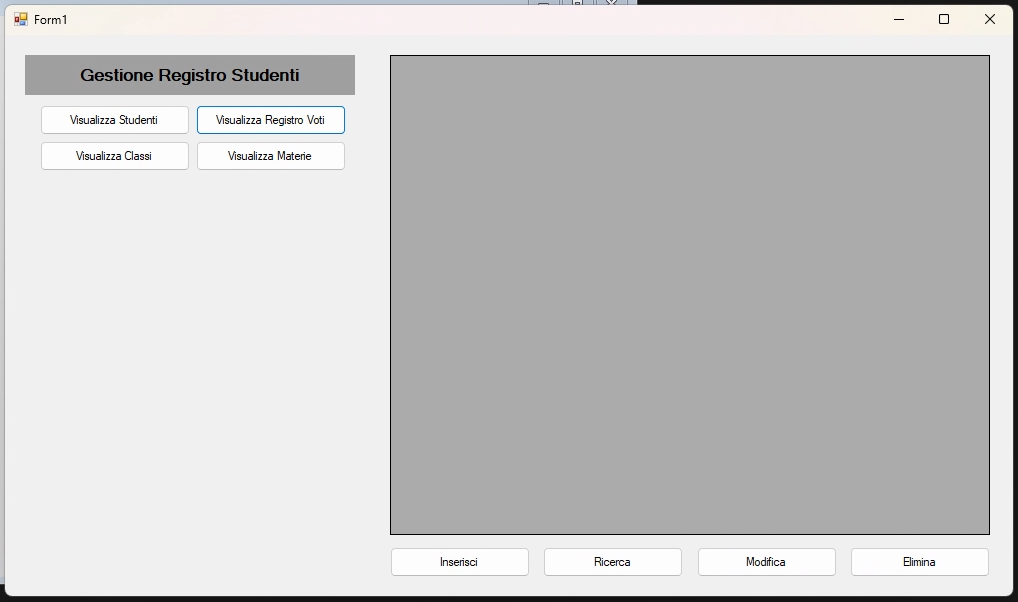 Form1
Gestione Registro Studenti
Visualizza Studenti
Visualizza Registro Voti
Visualizza Classi
Visualizza Materie
Inserisci
Ricerca
Modifica
Elimina